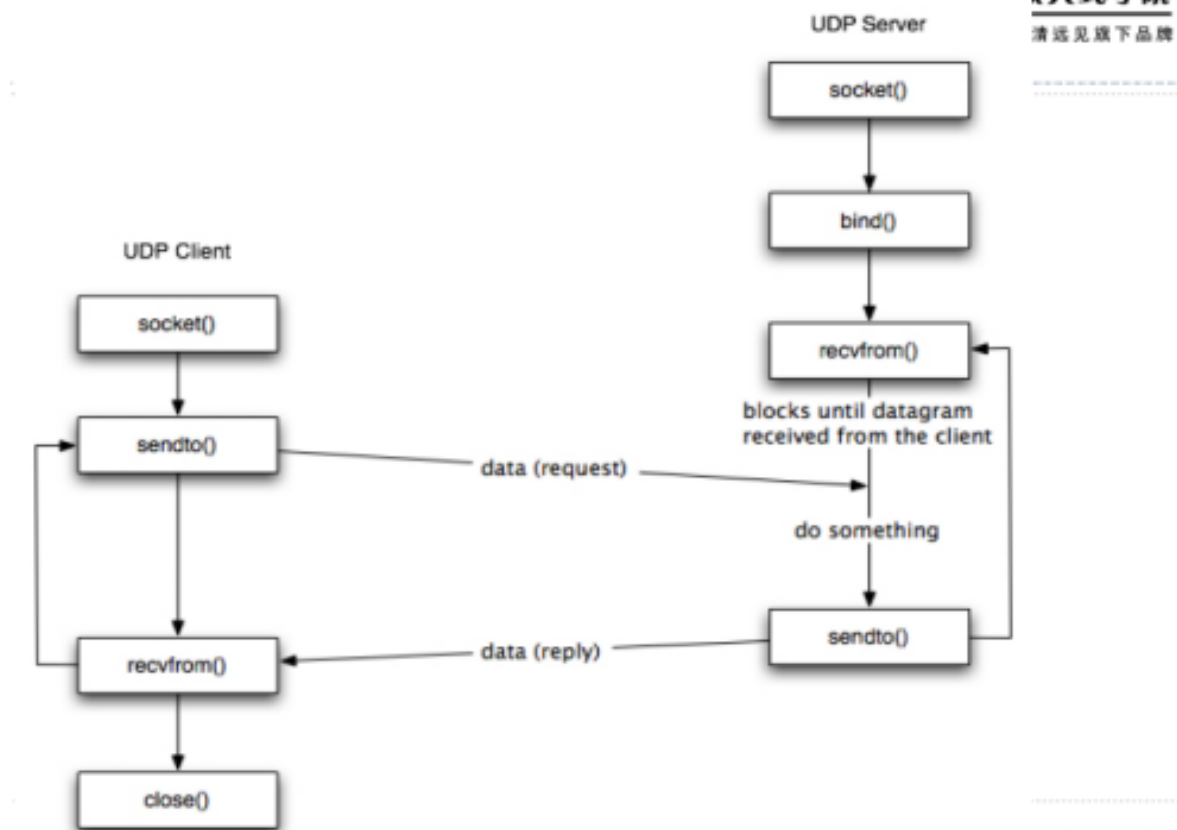 UDP Server
清远见旗下品牌
socket()
bind()
UDP Client
socket()
recvfrom()
blocks until datagram
received from the client
sendto()
data (request)
do something
sendto()
data (reply)
recvfrom()
close()